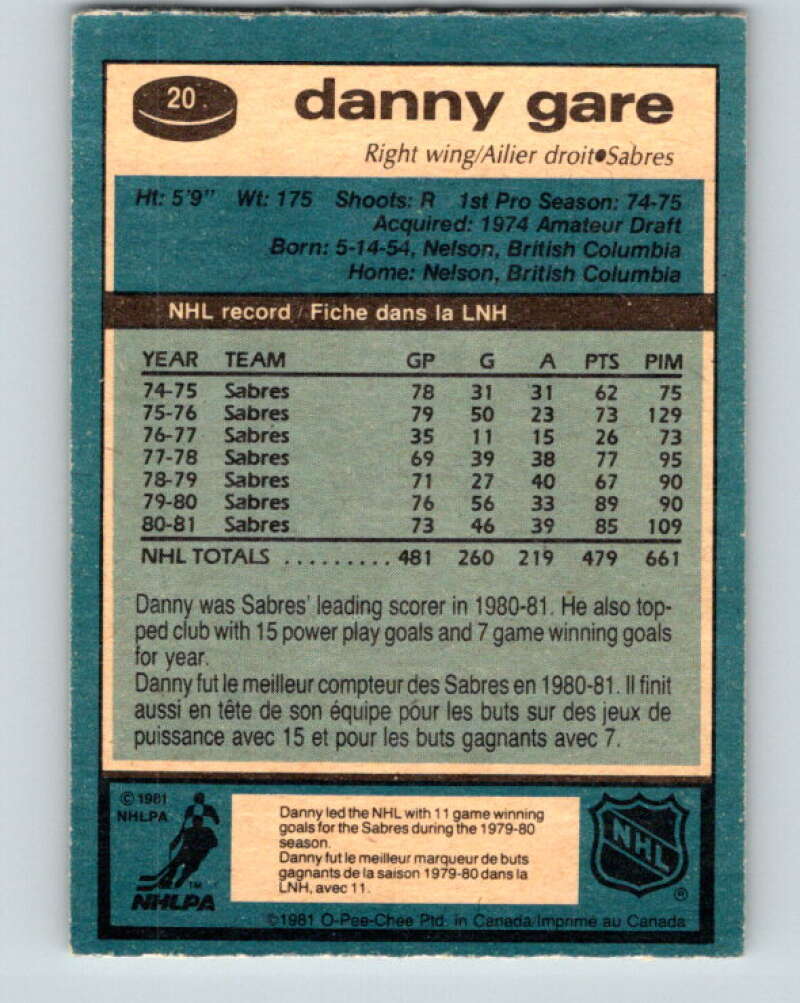 20
danny gare
Right wing/Ailier droit●Sabres
Ht: 5'9" Wt: 175 Shoots: R 1st Pro Season: 74-75
Acquired: 1974 Amateur Draft
Born: 5-14-54, Nelson, British Columbia
Home: Nelson, British Columbia
NHL record / Fiche dans la LNH
YEAR TEAM GP G A PTS PIM
74-75 Sabres 78 31 31 62 75
75-76 Sabres 79 50 23 73 129
76-77 Sabres 35 11 15 26 73
77-78 Sabres 69 39 38 77 95
78-79 Sabres 71 27 40 67 90
79-80 Sabres 76 56 33 89 90
80-81 Sabres 73 46 39 85 109
NHL TOTALS ......... 481 260 219 479 661
Danny was Sabres' leading scorer in 1980-81. He also top-
ped club with 15 power play goals and 7 game winning goals
for year.
Danny fut le meilleur compteur des Sabres en 1980-81. Il finit
aussi en tête de son équipe pour les buts sur des jeux de
puissance avec 15 et pour les buts gagnants avec 7.
© 1981
NHLPA
TM
NHLPA
Danny led the NHL with 11 game winning
goals for the Sabres during the 1979-80
season.
Danny fut le meilleur marqueur de buts
gagnants de la saison 1979-80 dans la
LNH, avec 11.
NHL
®
©1981 O-Pee-Chee Ptd. in Canada/Imprimé au Canada